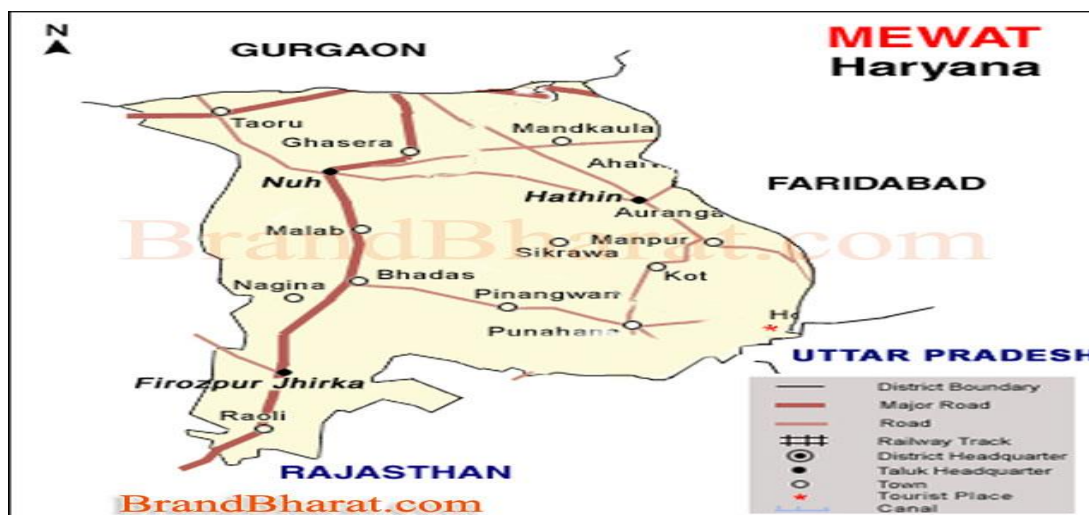 N
GURGAON
MEWAT
Haryana
Taoru
Ghasera
Mandkaula
Nuh
Hathin
FARIDABAD
Auranga
BrandBharat.com
Malab
Manpur
Sikrawa
Kot
Bhadas
Nagina
Pinangwan
Punahana
UTTAR PRADESH
Firozpur Jhirka
Raoli
RAJASTHAN
BrandBharat.com
District Boundary
Major Road
Road
Railway Track
District Headquarter
Taluk Headquarter
Town
Tourist Place
Canal